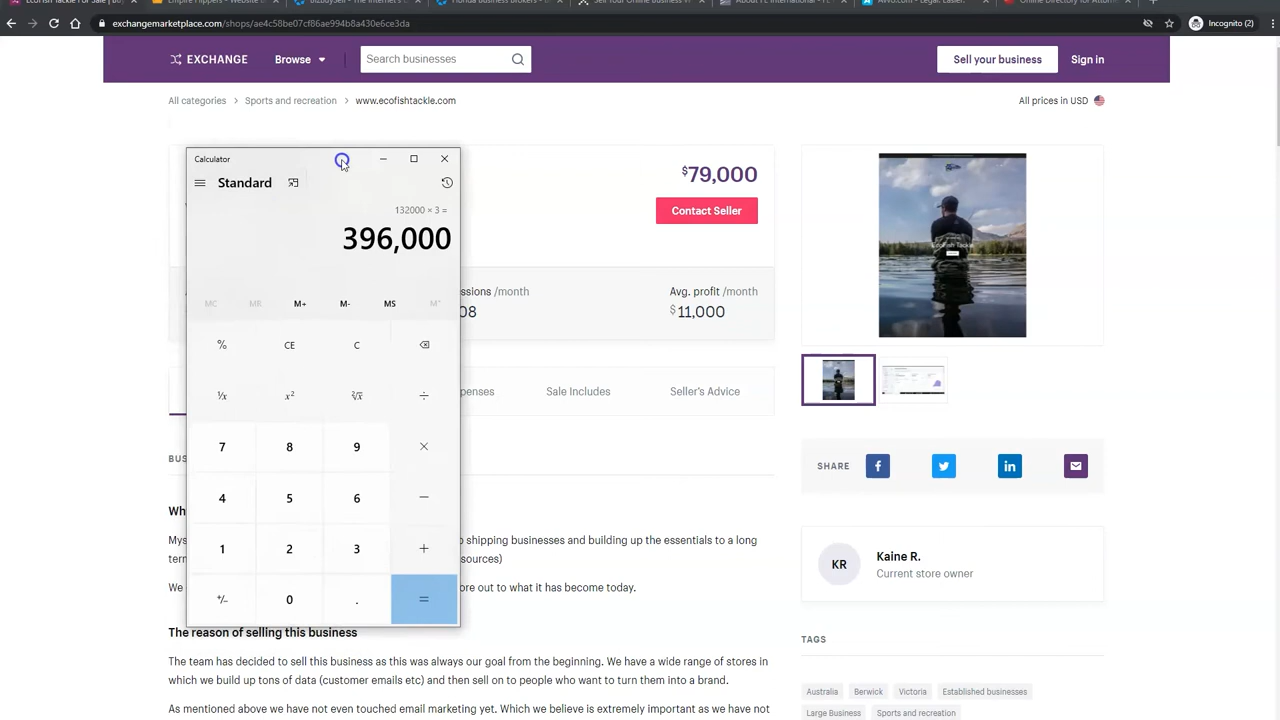 Empire Flippers - Website
exchangemarketplace.com/shops/ae4c58be07cf86ae994b8a430ec6e3da
Incognito (2)
EXCHANGE
Browse
Search businesses
Sell your business
Sign in
All categories
Sports and recreation
www.ecofishtackle.com
All prices in USD
$79,000
Contact Seller
ssions /month
08
Avg. profit /month
$11,000
penses
Sale Includes
Seller's Advice
Calculator
Standard
132000 × 3 =
396,000
MC
MR
M+
M-
MS
M˅
%
CE
C
⌫
¹/x
x²
²√x
÷
7
8
9
×
4
5
6
−
1
2
3
+
+/−
0
.
=
SHARE
KR
Kaine R.
Current store owner
TAGS
Australia
Berwick
Victoria
Established businesses
Large Business
Sports and recreation
BUS
Wh
Mys
p shipping businesses and building up the essentials to a long
tern
sources)
We
ore out to what it has become today.
The reason of selling this business
The team has decided to sell this business as this was always our goal from the beginning. We have a wide range of stores in
which we build up tons of data (customer emails etc) and then sell on to people who want to turn them into a brand.
As mentioned above we have not even touched email marketing yet. Which we believe is extremely important as we have not